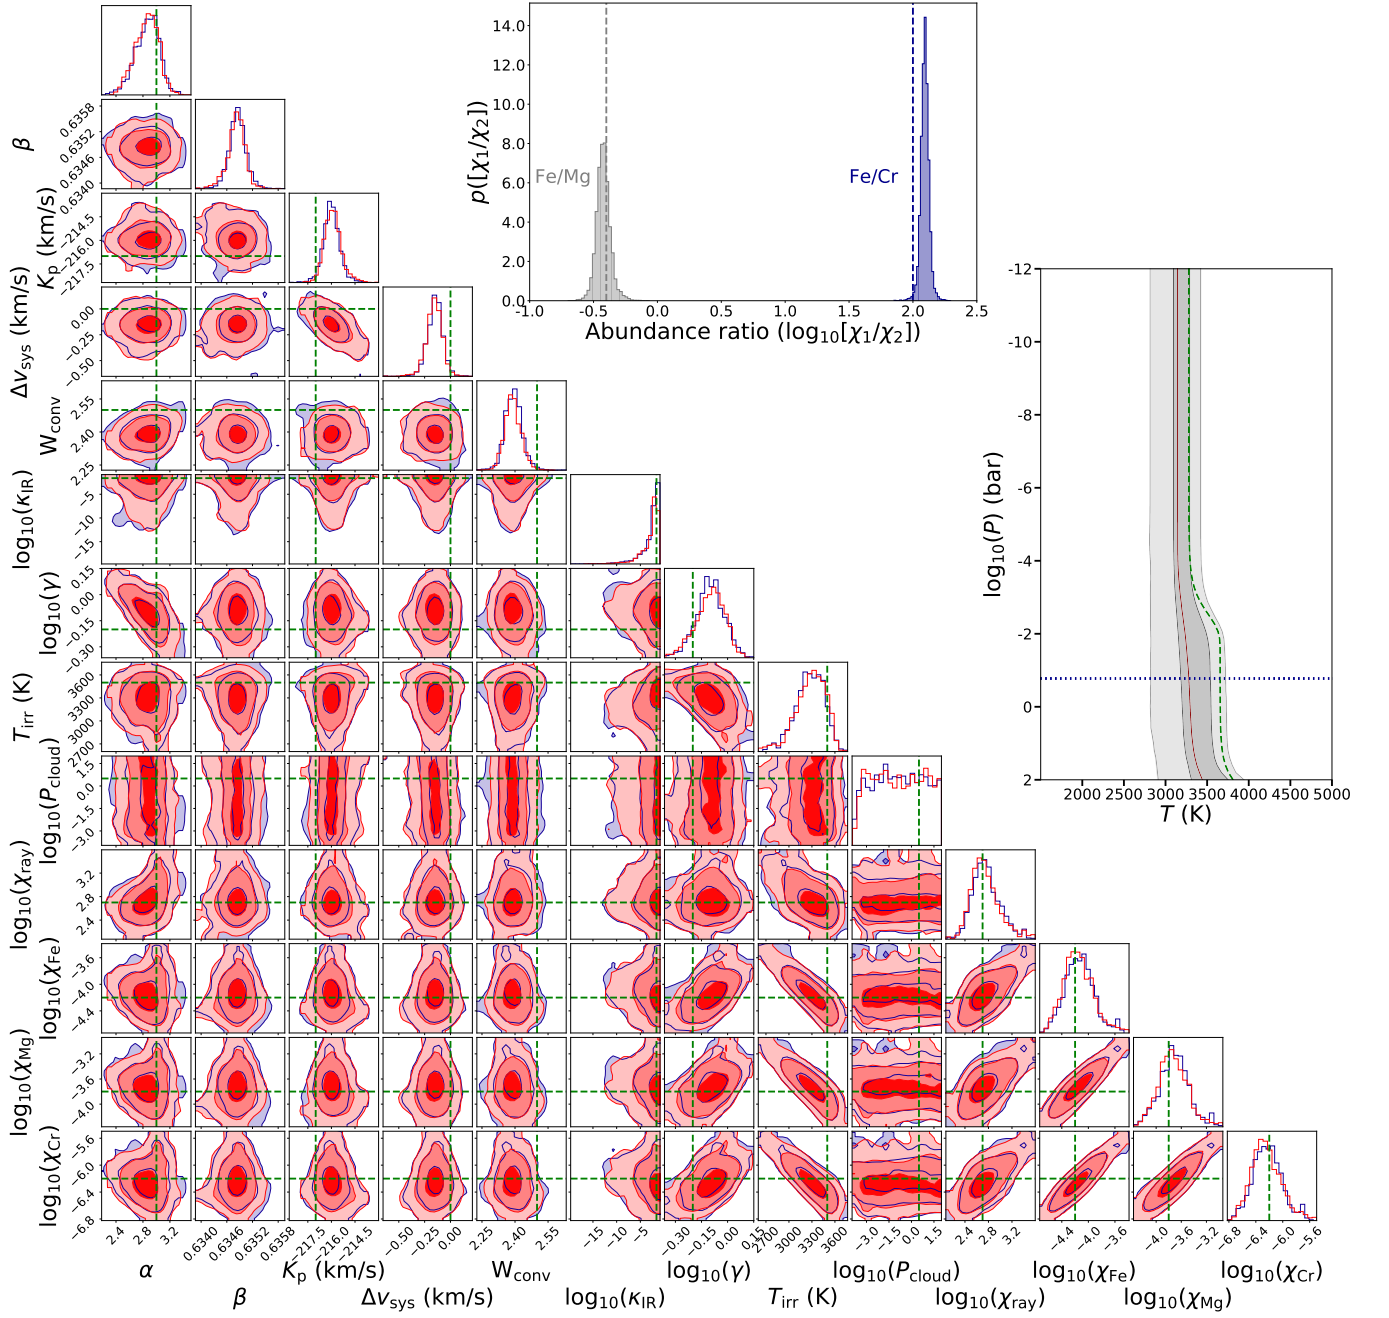 14.0
12.0
10.0
8.0
6.0
4.0
2.0
0.0
p([χ1/χ2])
Fe/Mg
Fe/Cr
-1.0 -0.5 0.0 0.5 1.0 1.5 2.0 2.5
Abundance ratio (log10[χ1/χ2])
-12
-10
-8
-6
-4
-2
0
2
log10(P) (bar)
2000 2500 3000 3500 4000 4500 5000
T (K)
β
0.6358
0.6352
0.6346
0.6340
Kp (km/s)
−214.5
−216.0
−217.5
Δvsys (km/s)
0.00
−0.25
−0.50
Wconv
2.55
2.40
2.25
log10(κIR)
−5
−10
−15
log10(γ)
0.15
0.00
−0.15
−0.30
Tirr (K)
3600
3300
3000
2700
log10(Pcloud)
1.5
0.0
−1.5
−3.0
log10(χray)
3.2
2.8
2.4
log10(χFe)
−3.6
−4.0
−4.4
log10(χMg)
−3.2
−3.6
−4.0
log10(χCr)
−5.6
−6.0
−6.4
−6.8
2.4 2.8 3.2
0.6340 0.6346 0.6352 0.6358
−217.5 −216.0 −214.5
−0.50 −0.25 0.00
2.25 2.40 2.55
−15 −10 −5
−0.30 −0.15 0.00 0.15
2700 3000 3300 3600
−3.0 −1.5 0.0 1.5
2.4 2.8 3.2
−4.4 −4.0 −3.6
−4.0 −3.6 −3.2
−6.8 −6.4 −6.0 −5.6
α
β
Kp (km/s)
Δvsys (km/s)
Wconv
log10(κIR)
log10(γ)
Tirr (K)
log10(Pcloud)
log10(χray)
log10(χFe)
log10(χMg)
log10(χCr)